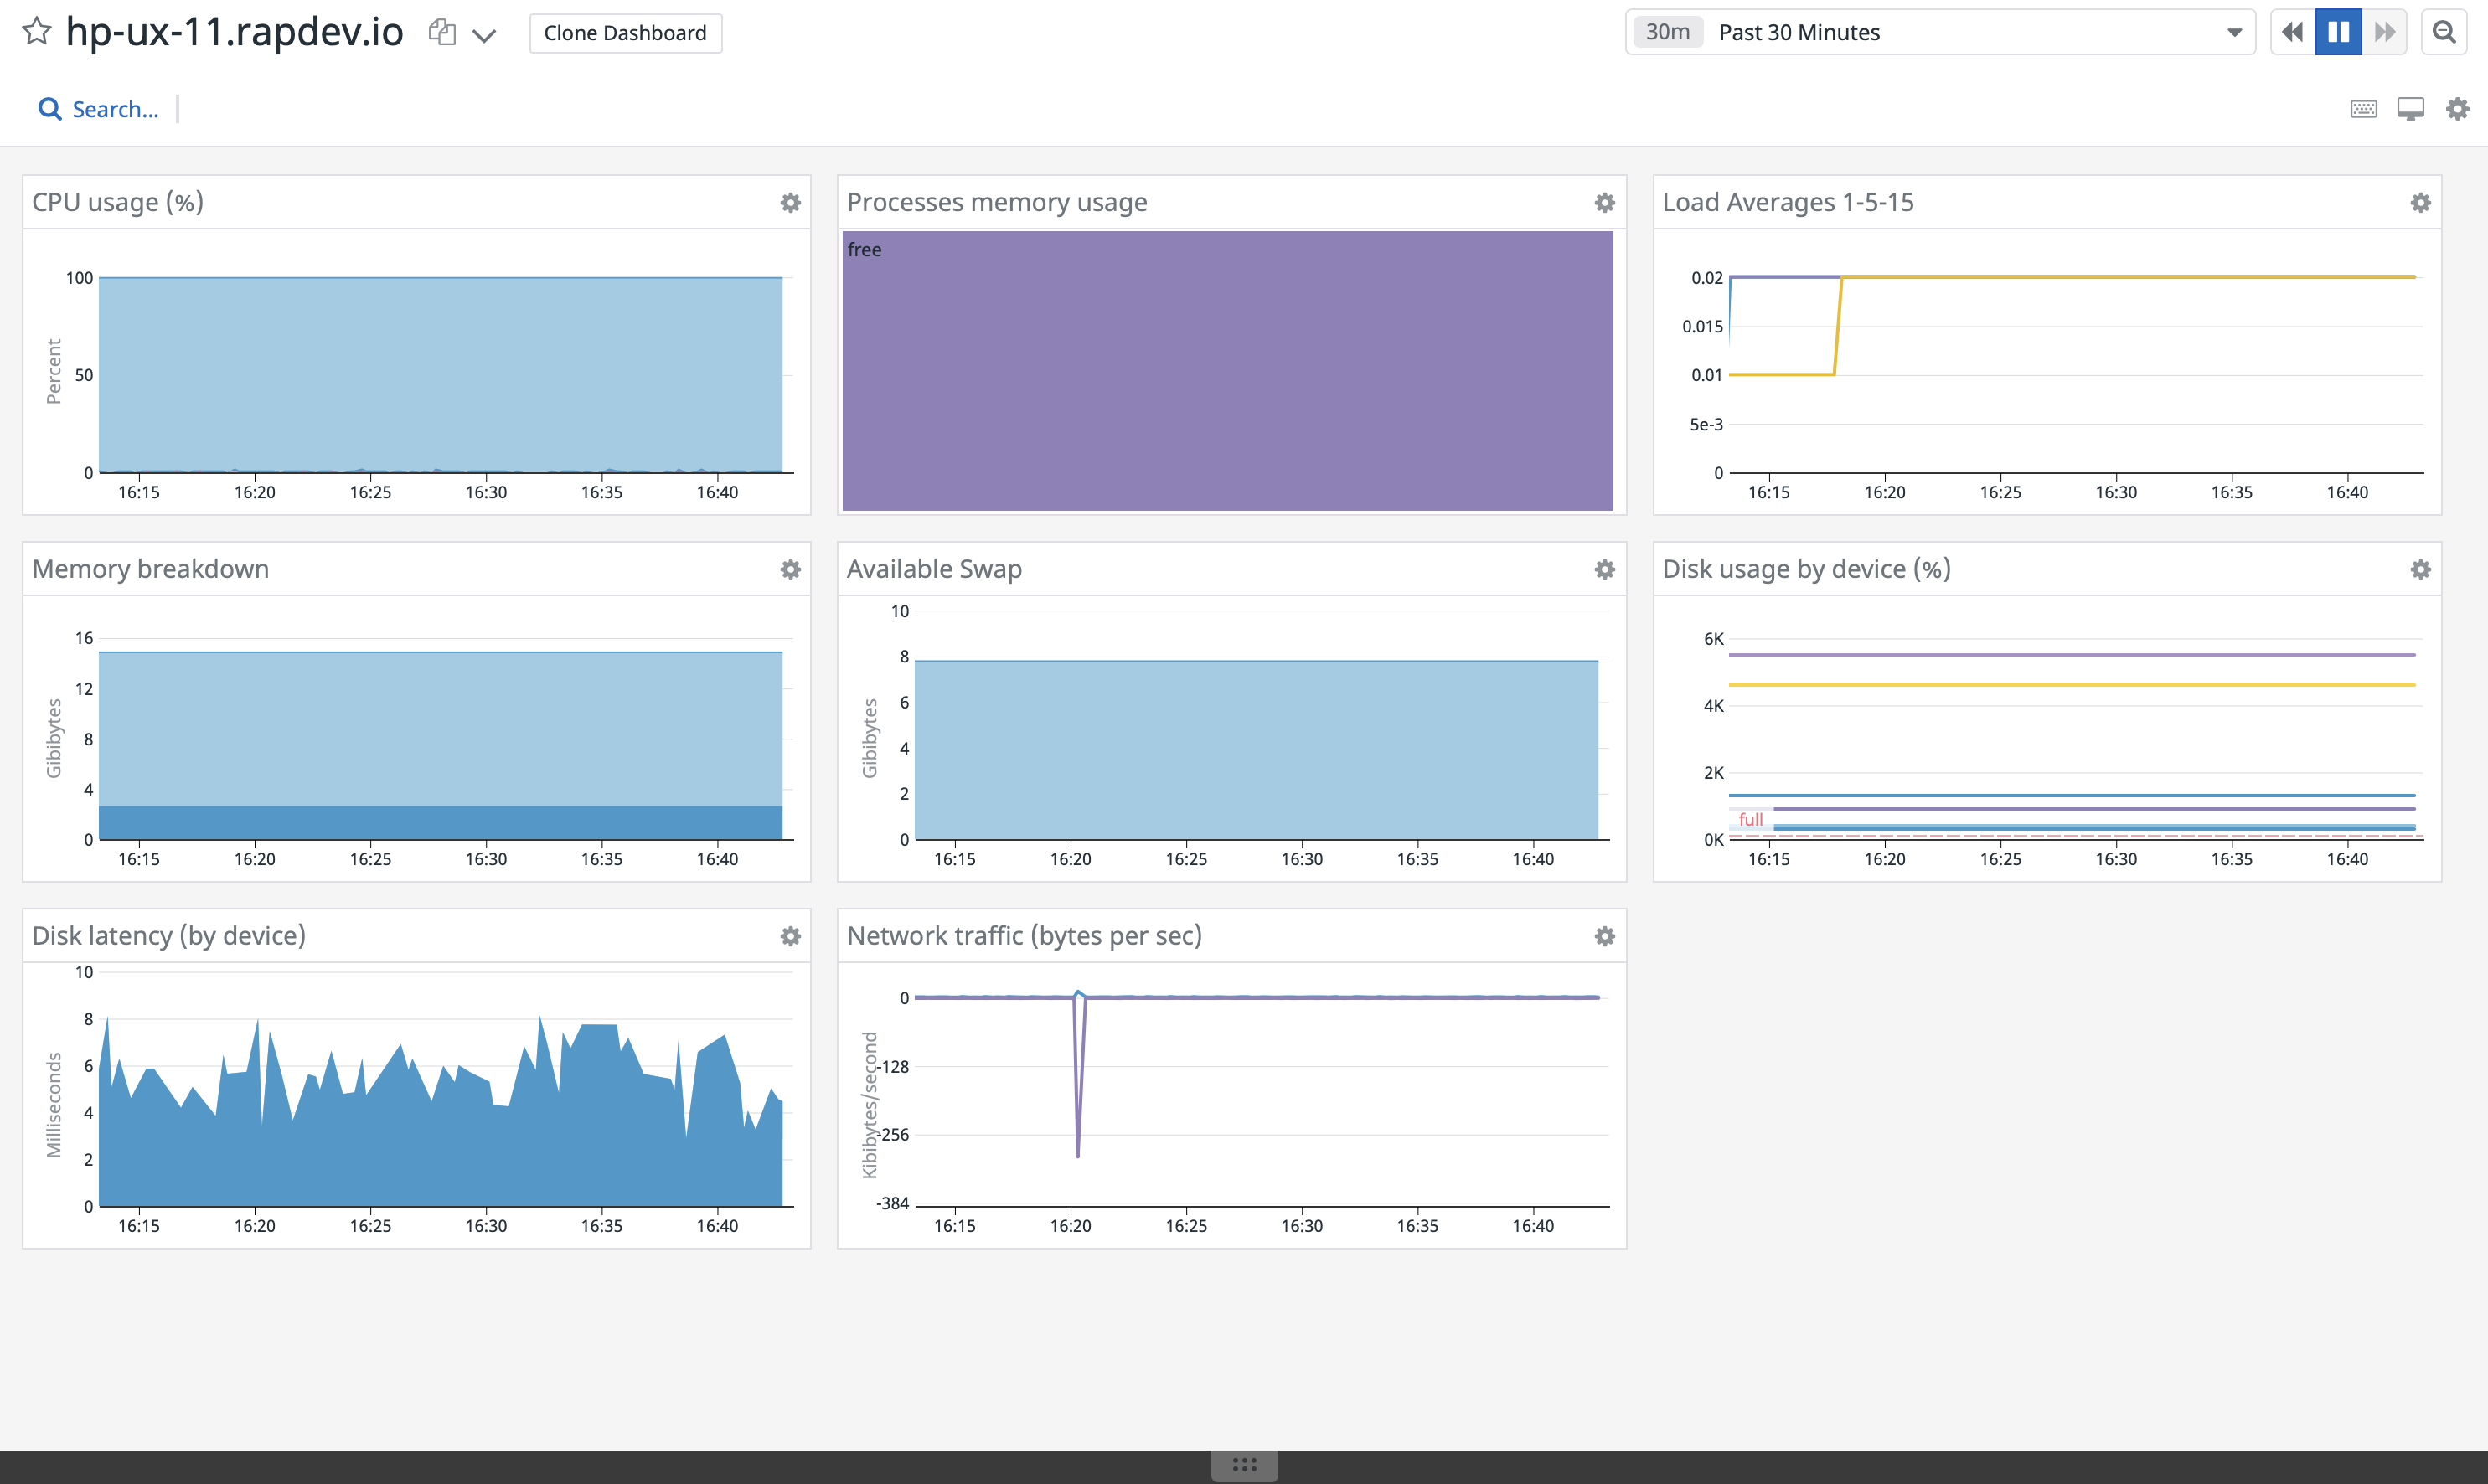 hp-ux-11.rapdev.io
Clone Dashboard
30m Past 30 Minutes
Search...
CPU usage (%)
Percent
100
50
0
16:15 16:20 16:25 16:30 16:35 16:40
Processes memory usage
free
Load Averages 1-5-15
0.02
0.015
0.01
5e-3
0
16:15 16:20 16:25 16:30 16:35 16:40
Memory breakdown
Gibibytes
16
12
8
4
0
16:15 16:20 16:25 16:30 16:35 16:40
Available Swap
Gibibytes
10
8
6
4
2
0
16:15 16:20 16:25 16:30 16:35 16:40
Disk usage by device (%)
6K
4K
2K
full
0K
16:15 16:20 16:25 16:30 16:35 16:40
Disk latency (by device)
Milliseconds
10
8
6
4
2
0
16:15 16:20 16:25 16:30 16:35 16:40
Network traffic (bytes per sec)
Kibibytes/second
0
-128
-256
-384
16:15 16:20 16:25 16:30 16:35 16:40